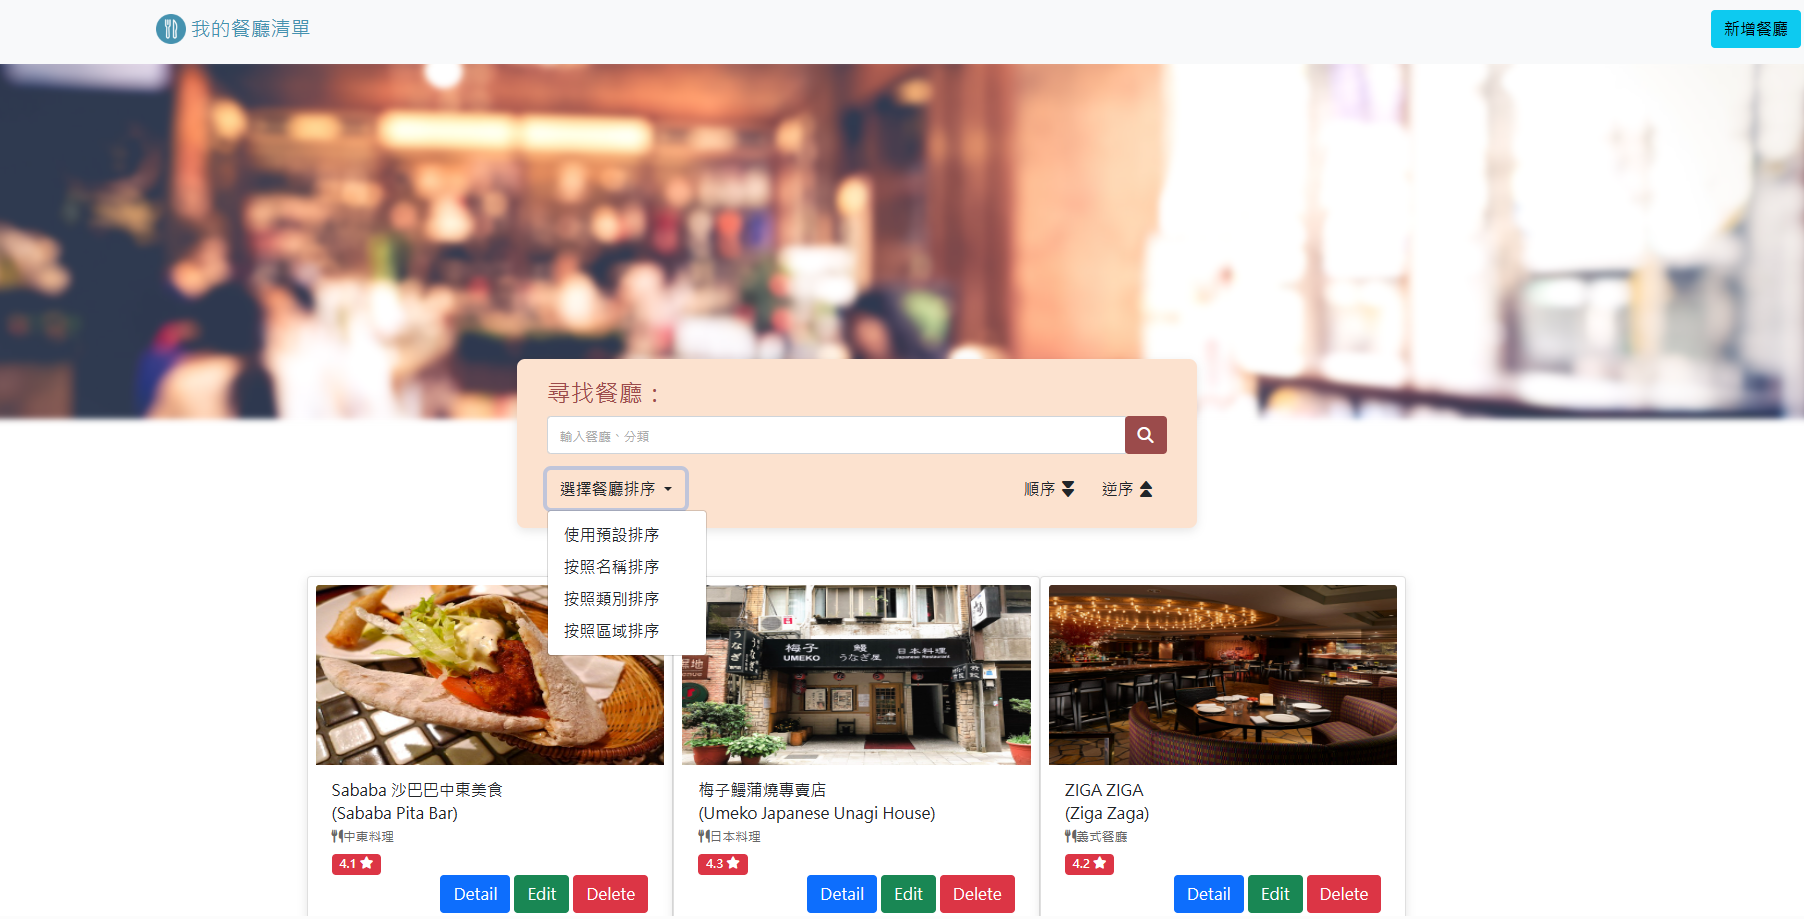 我的餐廳清單
新增餐廳
尋找餐廳：
輸入餐廳、分類
選擇餐廳排序
順序
逆序
使用預設排序
按照名稱排序
按照類別排序
按照區域排序
梅子
UMEKO
鰻
うなぎ屋
日本料理
Japanese Restaurant
うなぎ
Sababa 沙巴巴中東美食
(Sababa Pita Bar)
中東料理
4.1
Detail
Edit
Delete
梅子鰻蒲燒專賣店
(Umeko Japanese Unagi House)
日本料理
4.3
Detail
Edit
Delete
ZIGA ZIGA
(Ziga Zaga)
義式餐廳
4.2
Detail
Edit
Delete